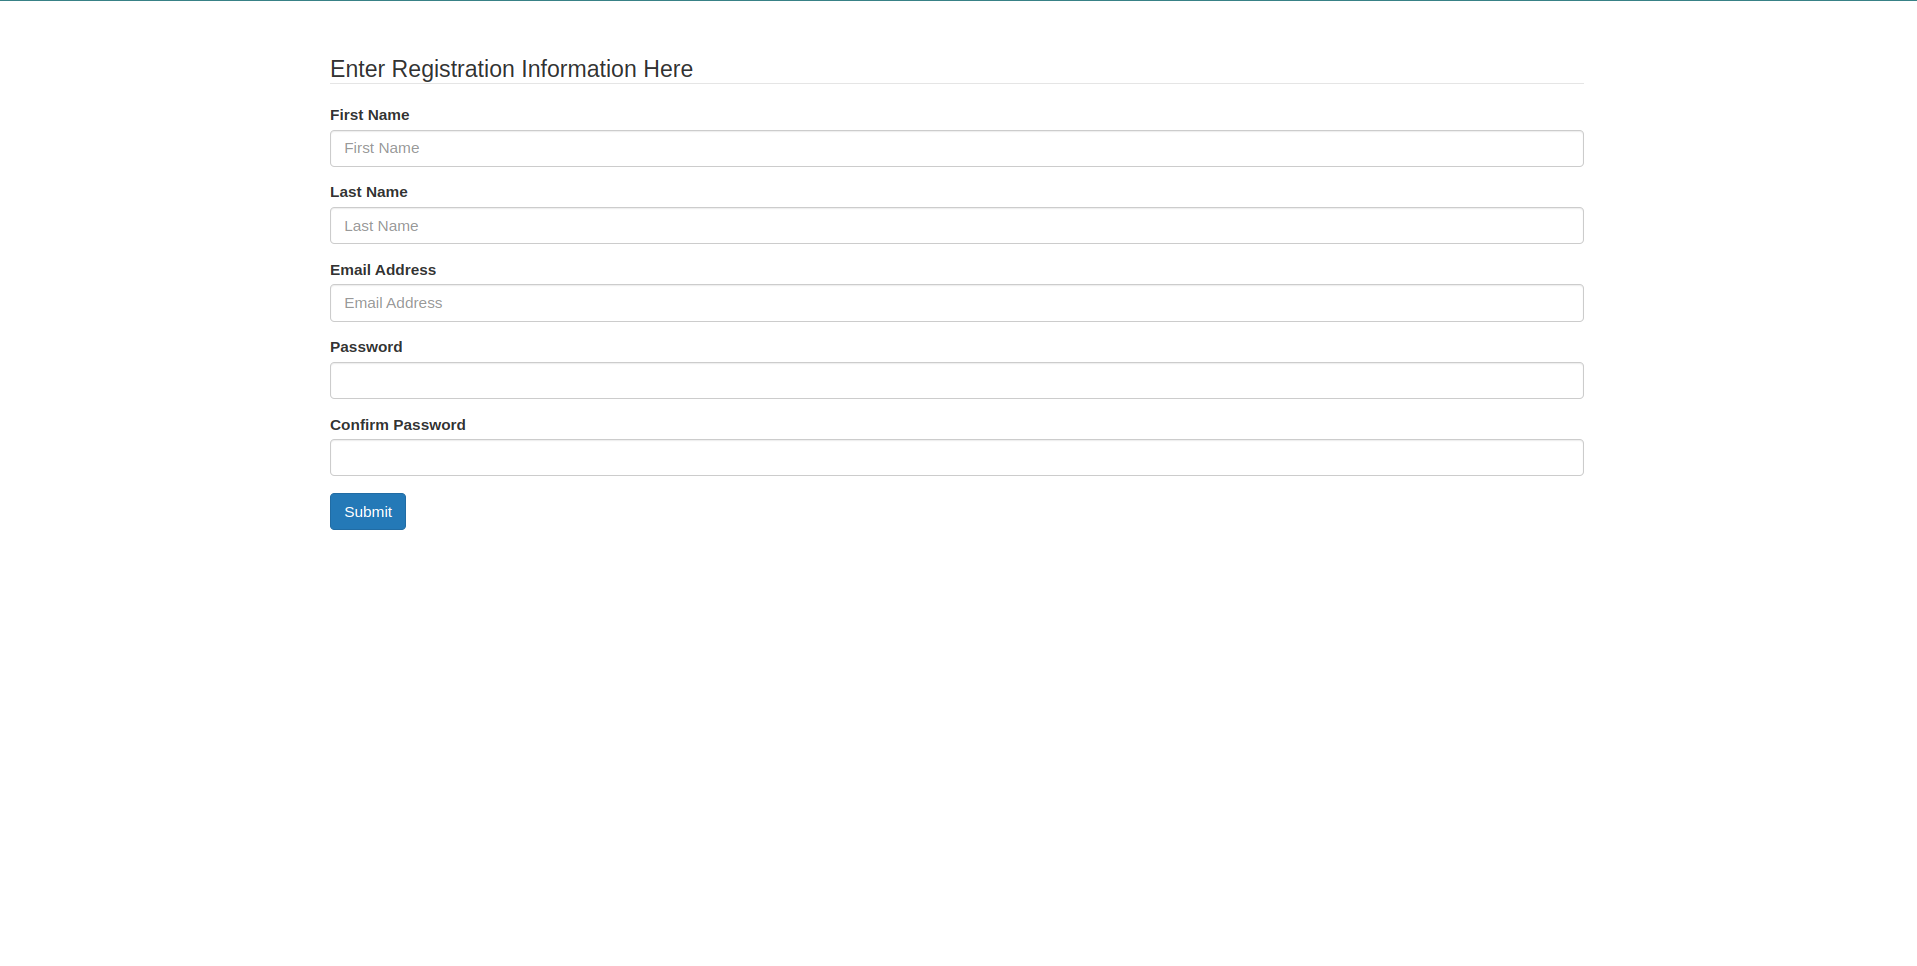 Enter Registration Information Here
First Name
First Name
Last Name
Last Name
Email Address
Email Address
Password
Confirm Password
Submit